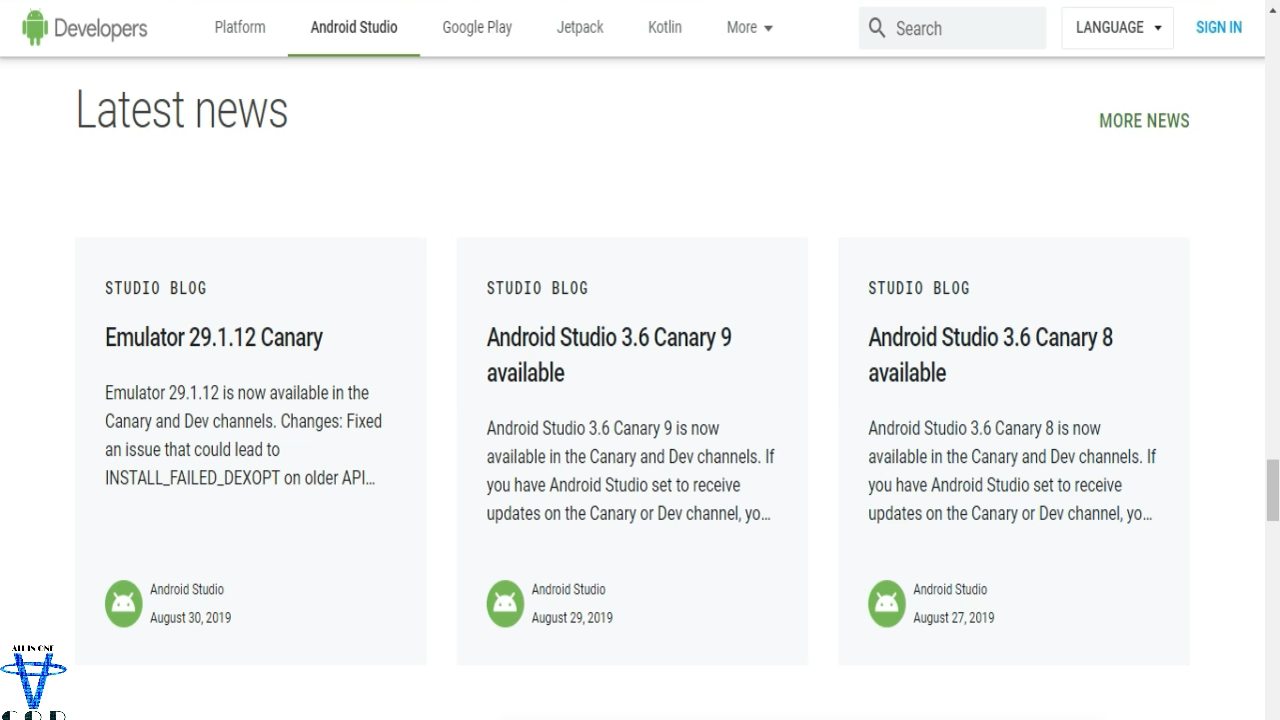 Developers
Platform
Android Studio
Google Play
Jetpack
Kotlin
More
Search
LANGUAGE
SIGN IN
Latest news
MORE NEWS
STUDIO BLOG
Emulator 29.1.12 Canary
Emulator 29.1.12 is now available in the
Canary and Dev channels. Changes: Fixed
an issue that could lead to
INSTALL_FAILED_DEXOPT on older API...
Android Studio
August 30, 2019
STUDIO BLOG
Android Studio 3.6 Canary 9
available
Android Studio 3.6 Canary 9 is now
available in the Canary and Dev channels. If
you have Android Studio set to receive
updates on the Canary or Dev channel, yo...
Android Studio
August 29, 2019
STUDIO BLOG
Android Studio 3.6 Canary 8
available
Android Studio 3.6 Canary 8 is now
available in the Canary and Dev channels. If
you have Android Studio set to receive
updates on the Canary or Dev channel, yo...
Android Studio
August 27, 2019
ALL IN ONE